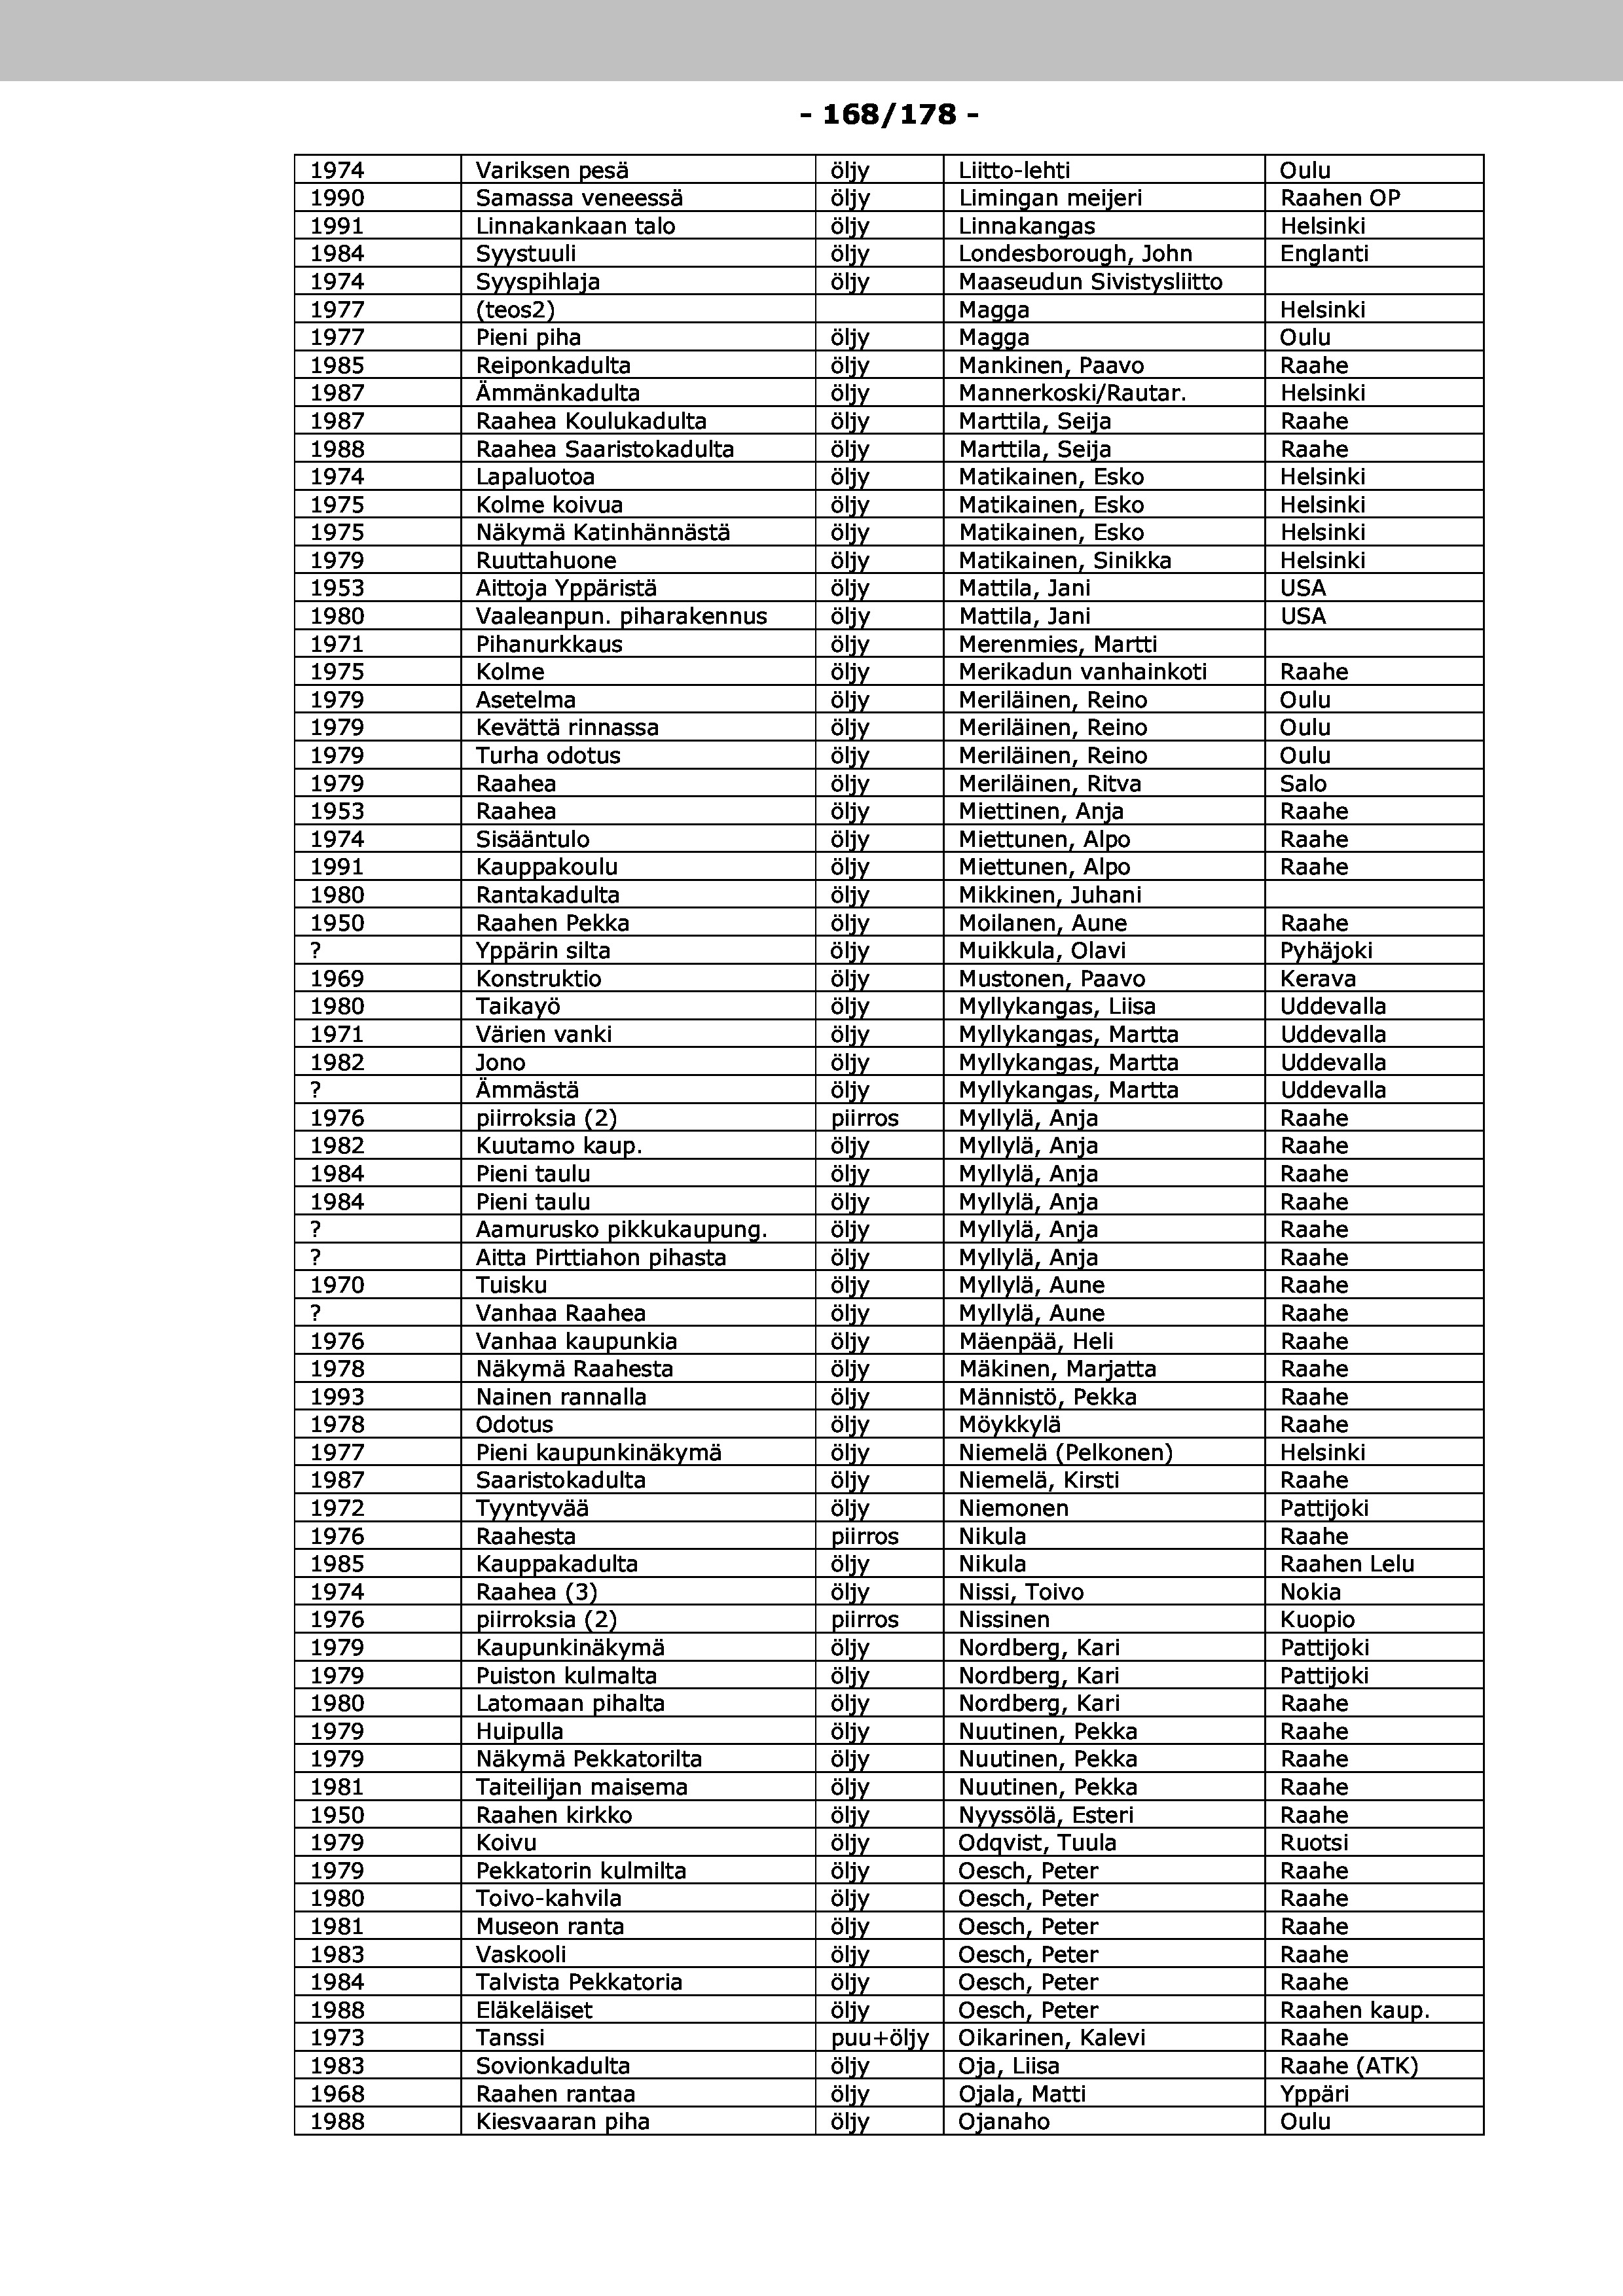 - 168/178 -
1974 Variksen pesä öljy Liitto-lehti Oulu
1990 Samassa veneessä öljy Limingan meijeri Raahen OP
1991 Linnakankaan talo öljy Linnakangas Helsinki
1984 Syystuuli öljy Londesborough, John Englanti
1974 Syyspihlaja öljy Maaseudun Sivistysliitto
1977 (teos2) Magga Helsinki
1977 Pieni piha öljy Magga Oulu
1985 Reiponkadulta öljy Mankinen, Paavo Raahe
1987 Ämmänkadulta öljy Mannerkoski/Rautar. Helsinki
1987 Raahea Koulukadulta öljy Marttila, Seija Raahe
1988 Raahea Saaristokadulta öljy Marttila, Seija Raahe
1974 Lapaluotoa öljy Matikainen, Esko Helsinki
1975 Kolme koivua öljy Matikainen, Esko Helsinki
1975 Näkymä Katinhännästä öljy Matikainen, Esko Helsinki
1979 Ruuttahuone öljy Matikainen, Sinikka Helsinki
1953 Aittoja Yppäristä öljy Mattila, Jani USA
1980 Vaaleanpun. piharakennus öljy Mattila, Jani USA
1971 Pihanurkkaus öljy Merenmies, Martti
1975 Kolme öljy Merikadun vanhainkoti Raahe
1979 Asetelma öljy Meriläinen, Reino Oulu
1979 Kevättä rinnassa öljy Meriläinen, Reino Oulu
1979 Turha odotus öljy Meriläinen, Reino Oulu
1979 Raahea öljy Meriläinen, Ritva Salo
1953 Raahea öljy Miettinen, Anja Raahe
1974 Sisääntulo öljy Miettunen, Alpo Raahe
1991 Kauppakoulu öljy Miettunen, Alpo Raahe
1980 Rantakadulta öljy Mikkinen, Juhani
1950 Raahen Pekka öljy Moilanen, Aune Raahe
? Yppärin silta öljy Muikkula, Olavi Pyhäjoki
1969 Konstruktio öljy Mustonen, Paavo Kerava
1980 Taikayö öljy Myllykangas, Liisa Uddevalla
1971 Värien vanki öljy Myllykangas, Martta Uddevalla
1982 Jono öljy Myllykangas, Martta Uddevalla
? Ämmästä öljy Myllykangas, Martta Uddevalla
1976 piirroksia (2) piirros Myllylä, Anja Raahe
1982 Kuutamo kaup. öljy Myllylä, Anja Raahe
1984 Pieni taulu öljy Myllylä, Anja Raahe
1984 Pieni taulu öljy Myllylä, Anja Raahe
? Aamurusko pikkukaupung. öljy Myllylä, Anja Raahe
? Aitta Pirttiahon pihasta öljy Myllylä, Anja Raahe
1970 Tuisku öljy Myllylä, Aune Raahe
? Vanhaa Raahea öljy Myllylä, Aune Raahe
1976 Vanhaa kaupunkia öljy Mäenpää, Heli Raahe
1978 Näkymä Raahesta öljy Mäkinen, Marjatta Raahe
1993 Nainen rannalla öljy Männistö, Pekka Raahe
1978 Odotus öljy Möykkylä Raahe
1977 Pieni kaupunkinäkymä öljy Niemelä (Pelkonen) Helsinki
1987 Saaristokadulta öljy Niemelä, Kirsti Raahe
1972 Tyyntyvää öljy Niemonen Pattijoki
1976 Raahesta piirros Nikula Raahe
1985 Kauppakadulta öljy Nikula Raahen Lelu
1974 Raahea (3) öljy Nissi, Toivo Nokia
1976 piirroksia (2) piirros Nissinen Kuopio
1979 Kaupunkinäkymä öljy Nordberg, Kari Pattijoki
1979 Puiston kulmalta öljy Nordberg, Kari Pattijoki
1980 Latomaan pihalta öljy Nordberg, Kari Raahe
1979 Huipulla öljy Nuutinen, Pekka Raahe
1979 Näkymä Pekkatorilta öljy Nuutinen, Pekka Raahe
1981 Taiteilijan maisema öljy Nuutinen, Pekka Raahe
1950 Raahen kirkko öljy Nyyssölä, Esteri Raahe
1979 Koivu öljy Odqvist, Tuula Ruotsi
1979 Pekkatorin kulmilta öljy Oesch, Peter Raahe
1980 Toivo-kahvila öljy Oesch, Peter Raahe
1981 Museon ranta öljy Oesch, Peter Raahe
1983 Vaskooli öljy Oesch, Peter Raahe
1984 Talvista Pekkatoria öljy Oesch, Peter Raahe
1988 Eläkeläiset öljy Oesch, Peter Raahen kaup.
1973 Tanssi puu+öljy Oikarinen, Kalevi Raahe
1983 Sovionkadulta öljy Oja, Liisa Raahe (ATK)
1968 Raahen rantaa öljy Ojala, Matti Yppäri
1988 Kiesvaaran piha öljy Ojanaho Oulu